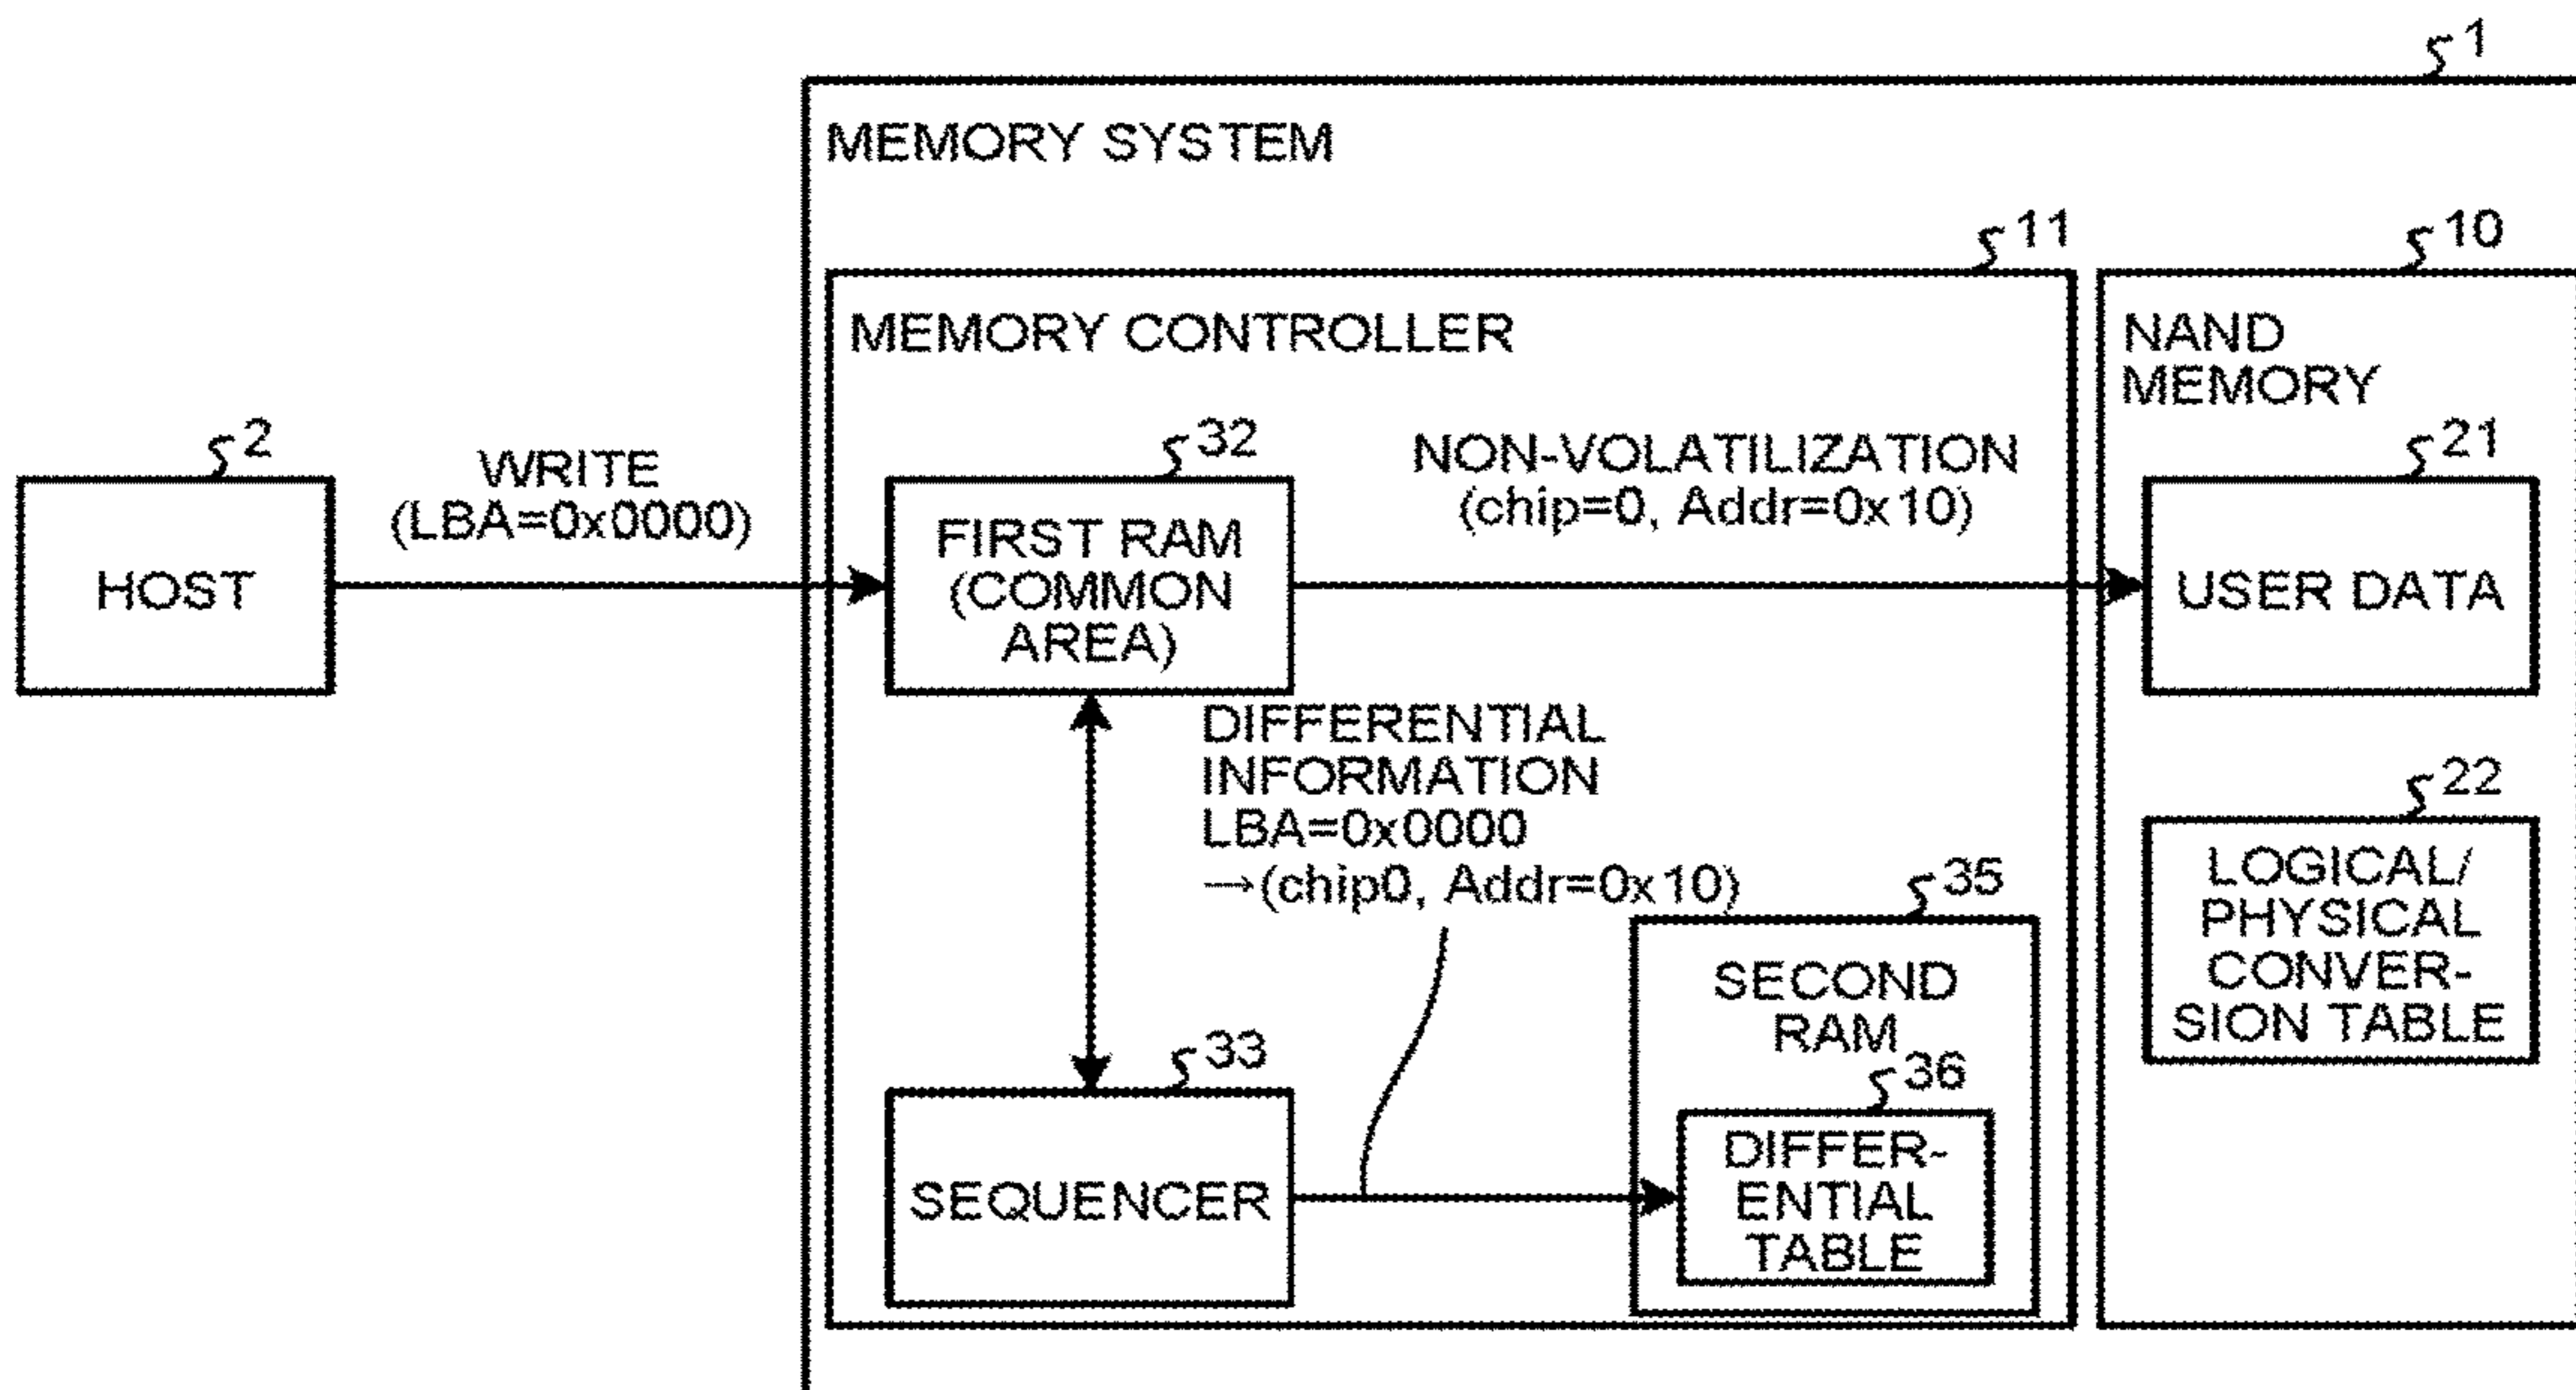 1
MEMORY SYSTEM
11
10
MEMORY CONTROLLER
NAND
MEMORY
2
WRITE
(LBA=0x0000)
32
NON-VOLATILIZATION
(chip=0, Addr=0x10)
21
HOST
FIRST RAM
(COMMON
AREA)
USER DATA
DIFFERENTIAL
INFORMATION
LBA=0x0000
→(chip0, Addr=0x10)
22
LOGICAL/
PHYSICAL
CONVER-
SION TABLE
35
SECOND
RAM
33
36
SEQUENCER
DIFFER-
ENTIAL
TABLE